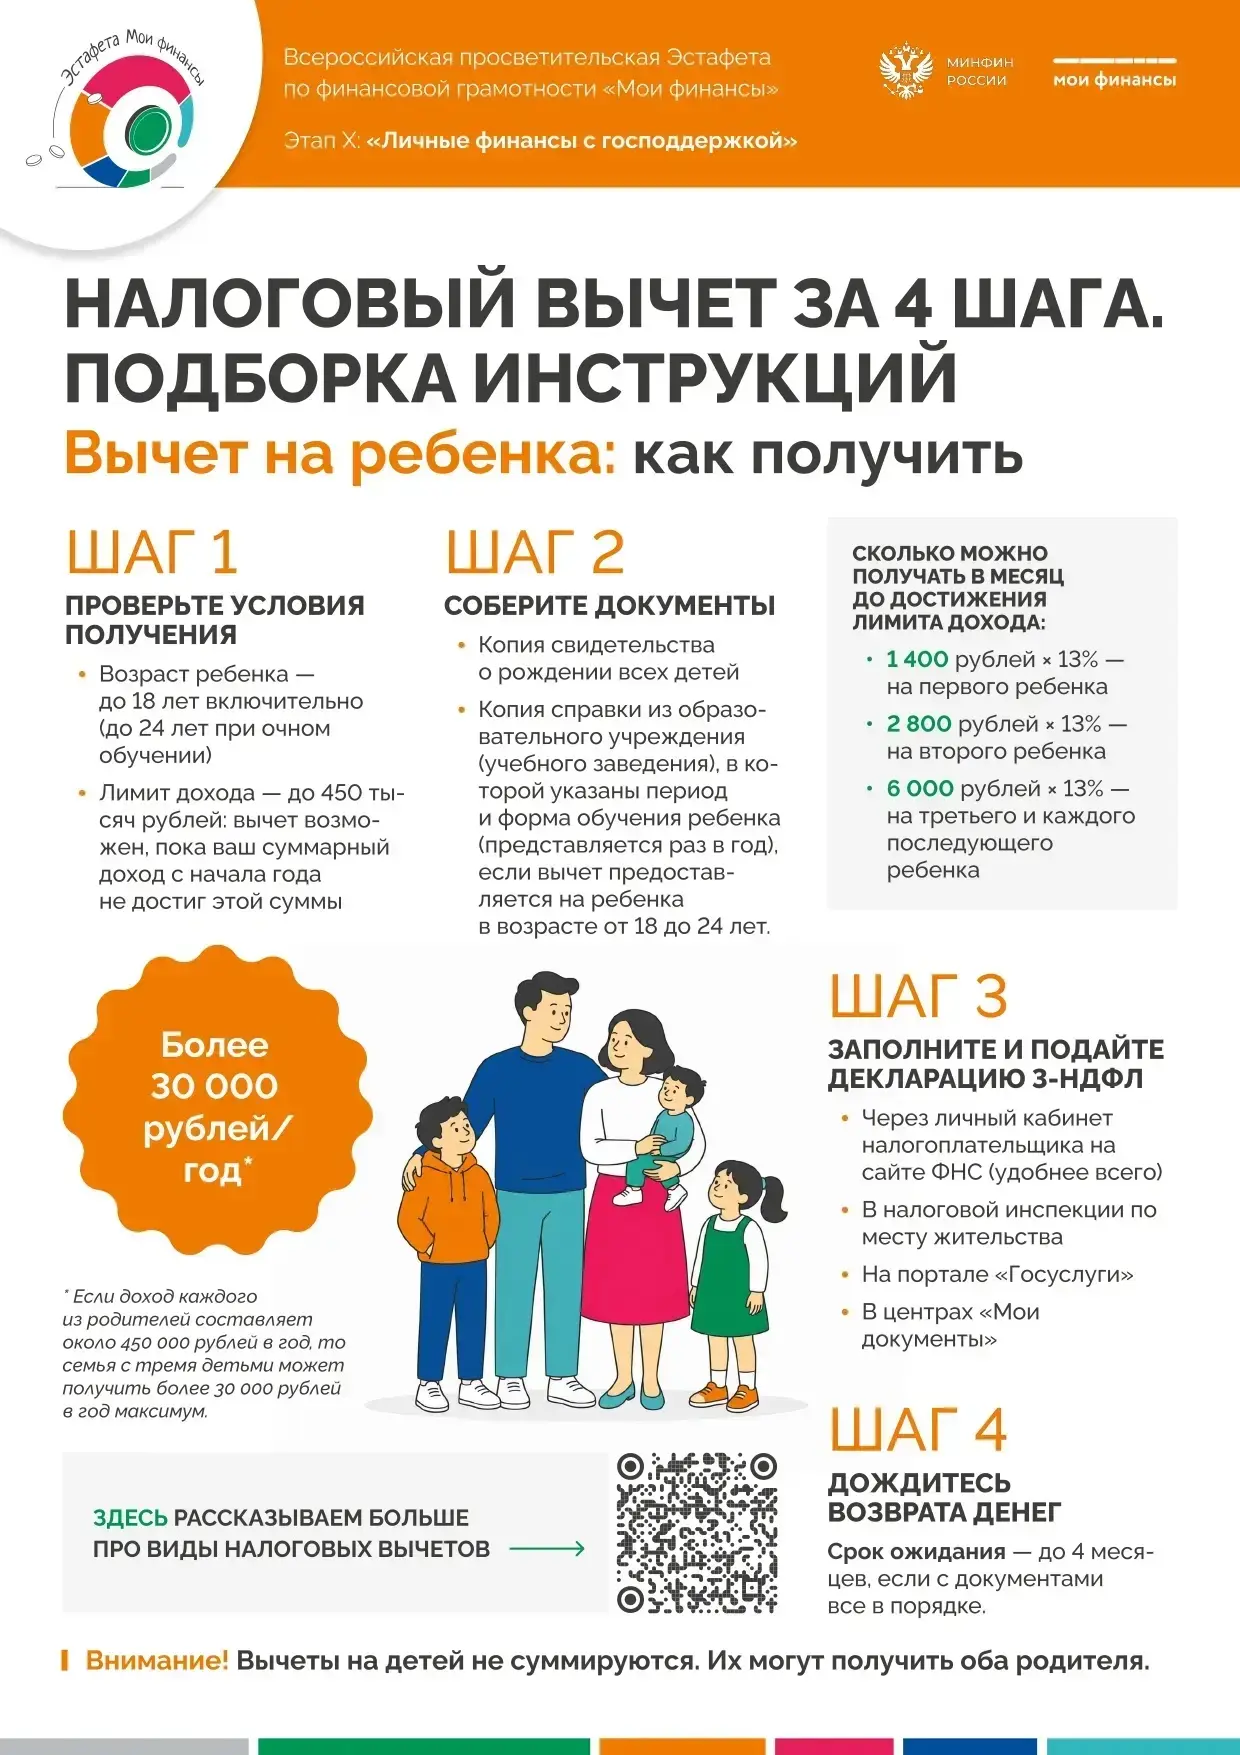 Эстафета Мои финансы
Всероссийская просветительская Эстафета
по финансовой грамотности «Мои финансы»
Этап X: «Личные финансы с господдержкой»
МИНФИН
РОССИИ
мои финансы
НАЛОГОВЫЙ ВЫЧЕТ ЗА 4 ШАГА.
ПОДБОРКА ИНСТРУКЦИЙ
Вычет на ребенка: как получить
ШАГ 1
ПРОВЕРЬТЕ УСЛОВИЯ
ПОЛУЧЕНИЯ
• Возраст ребенка —
до 18 лет включительно
(до 24 лет при очном
обучении)
• Лимит дохода — до 450 ты-
сяч рублей: вычет возмо-
жен, пока ваш суммарный
доход с начала года
не достиг этой суммы
ШАГ 2
СОБЕРИТЕ ДОКУМЕНТЫ
• Копия свидетельства
о рождении всех детей
• Копия справки из образо-
вательного учреждения
(учебного заведения), в ко-
торой указаны период
и форма обучения ребенка
(представляется раз в год),
если вычет предостав-
ляется на ребенка
в возрасте от 18 до 24 лет.
СКОЛЬКО МОЖНО
ПОЛУЧАТЬ В МЕСЯЦ
ДО ДОСТИЖЕНИЯ
ЛИМИТА ДОХОДА:
• 1 400 рублей × 13% —
на первого ребенка
• 2 800 рублей × 13% —
на второго ребенка
• 6 000 рублей × 13% —
на третьего и каждого
последующего
ребенка
Более
30 000
рублей/
год*
* Если доход каждого
из родителей составляет
около 450 000 рублей в год, то
семья с тремя детьми может
получить более 30 000 рублей
в год максимум.
ШАГ 3
ЗАПОЛНИТЕ И ПОДАЙТЕ
ДЕКЛАРАЦИЮ 3-НДФЛ
• Через личный кабинет
налогоплательщика на
сайте ФНС (удобнее всего)
• В налоговой инспекции по
месту жительства
• На портале «Госуслуги»
• В центрах «Мои
документы»
ШАГ 4
ДОЖДИТЕСЬ
ВОЗВРАТА ДЕНЕГ
Срок ожидания — до 4 меся-
цев, если с документами
все в порядке.
ЗДЕСЬ РАССКАЗЫВАЕМ БОЛЬШЕ
ПРО ВИДЫ НАЛОГОВЫХ ВЫЧЕТОВ
Внимание! Вычеты на детей не суммируются. Их могут получить оба родителя.